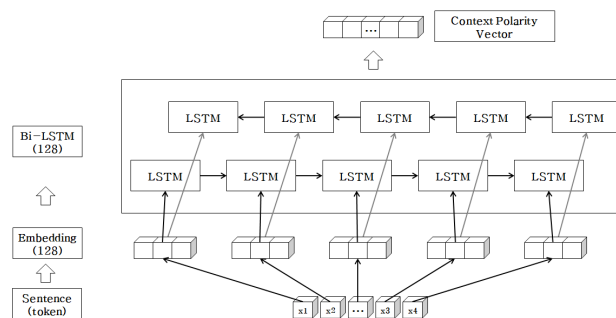 Context Polarity
Vector
...
LSTM LSTM LSTM LSTM LSTM
Bi-LSTM
(128)
LSTM LSTM LSTM LSTM LSTM
Embedding
(128)
Sentence
(token)
x1 x2 ... x3 x4